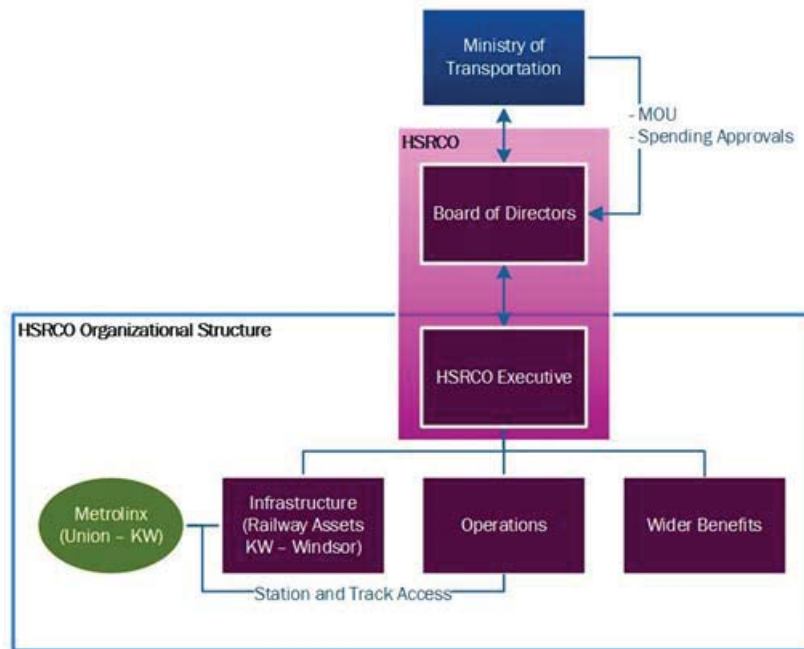 Ministry of
Transportation
- MOU
- Spending Approvals
HSRCO
Board of Directors
HSRCO Organizational Structure
HSRCO Executive
Metrolinx
(Union – KW)
Infrastructure
(Railway Assets
KW – Windsor)
Operations
Wider Benefits
Station and Track Access